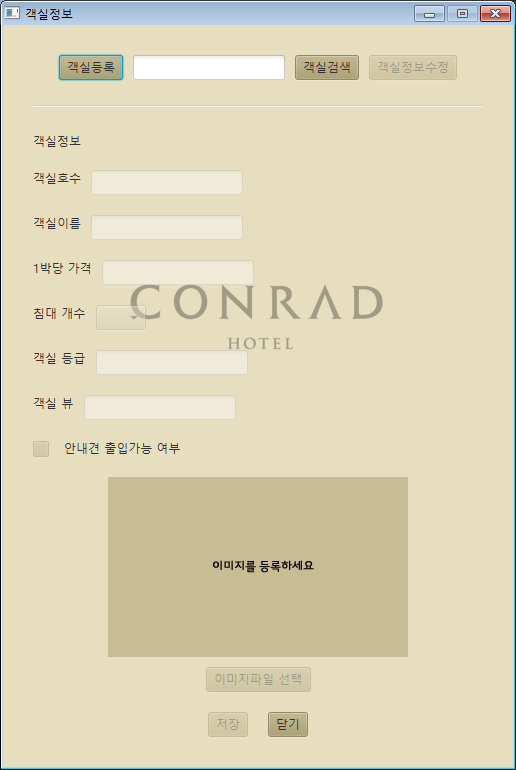 객실정보
객실등록 객실검색 객실정보수정
객실정보
객실호수
객실이름
1박당 가격
CONRAD
침대 개수
HOTEL
객실 등급
객실 뷰
안내견 출입가능 여부
이미지를 등록하세요
이미지파일 선택
저장 닫기